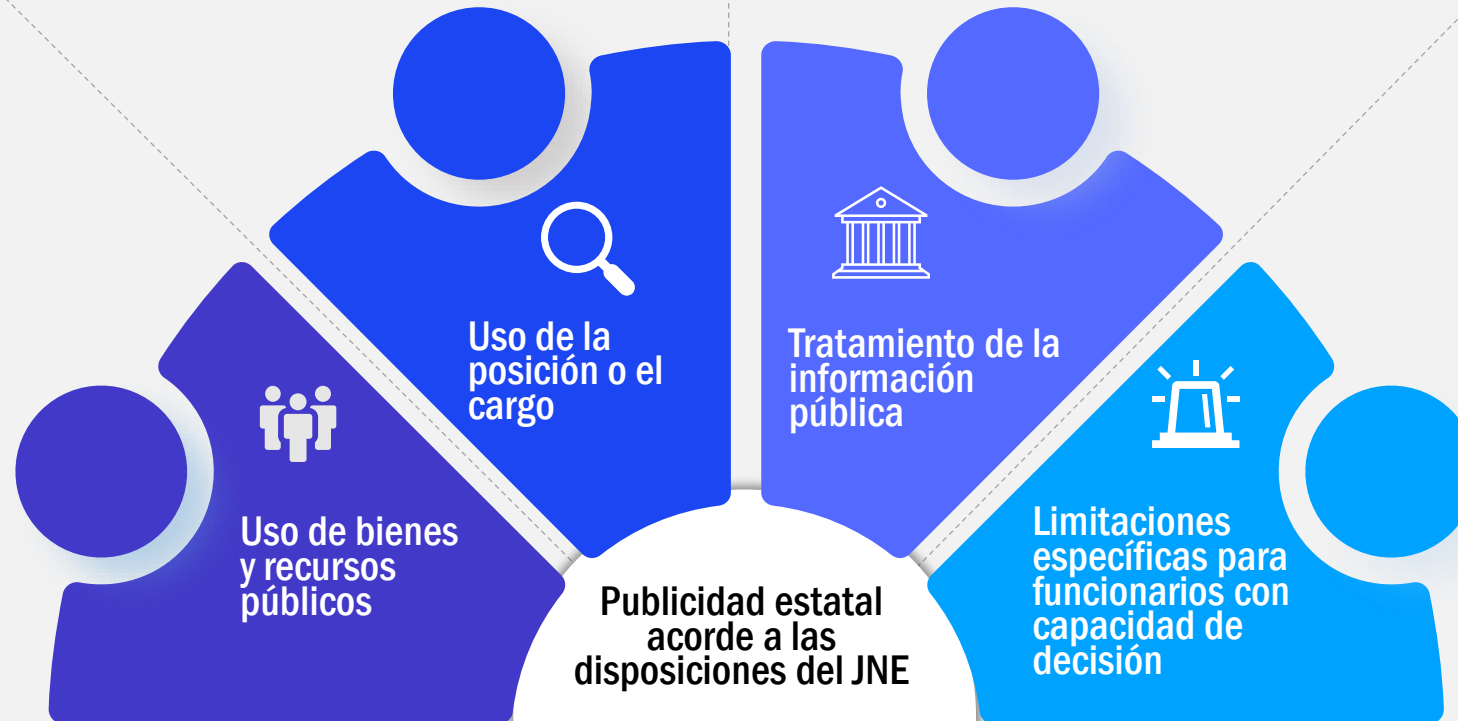 Uso de bienes
y recursos
públicos
Uso de la
posición o el
cargo
Tratamiento de la
información
pública
Limitaciones
específicas para
funcionarios con
capacidad de
decisión
Publicidad estatal
acorde a las
disposiciones del JNE